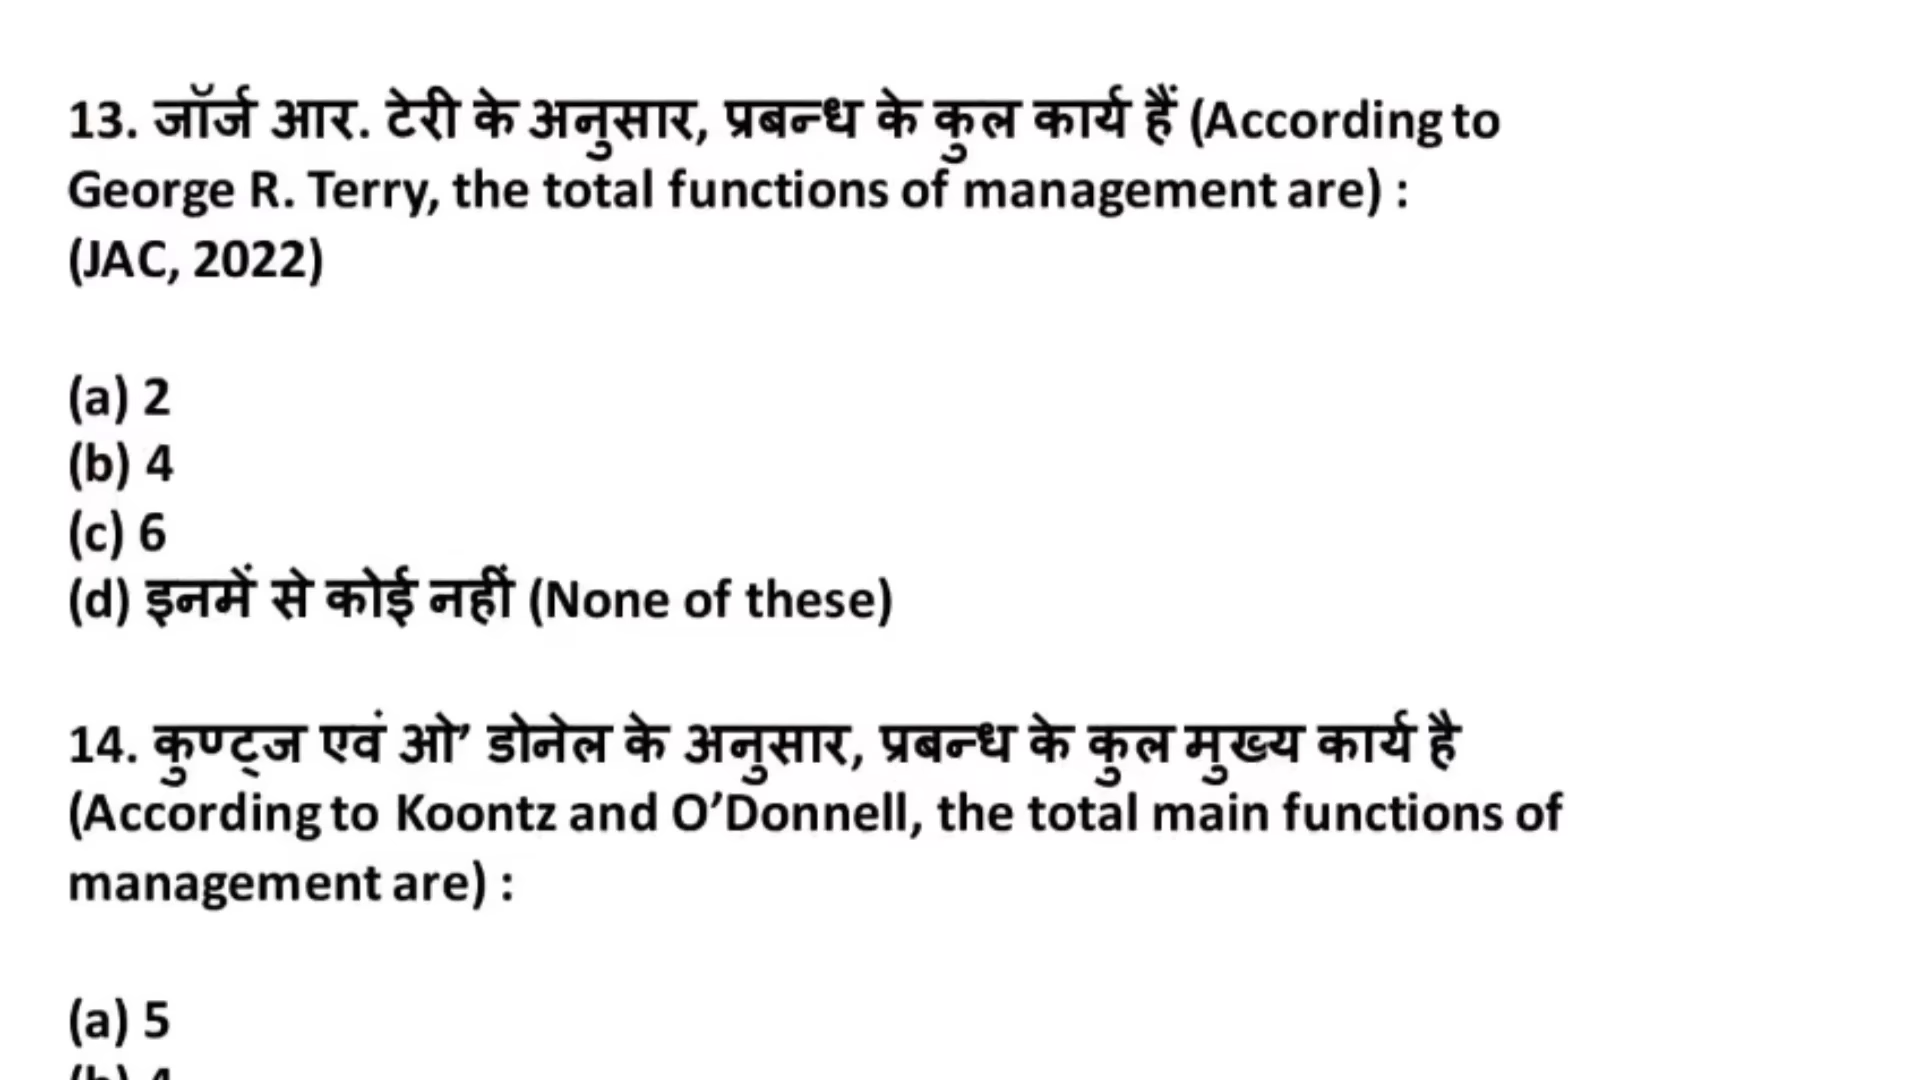 13. जॉर्ज आर. टेरी के अनुसार, प्रबन्ध के कुल कार्य हैं (According to
George R. Terry, the total functions of management are) :
(JAC, 2022)
(a) 2
(b) 4
(c) 6
(d) इनमें से कोई नहीं (None of these)
14. कुण्ट्ज एवं ओ’ डोनेल के अनुसार, प्रबन्ध के कुल मुख्य कार्य है
(According to Koontz and O’Donnell, the total main functions of
management are) :
(a) 5
(b) 4